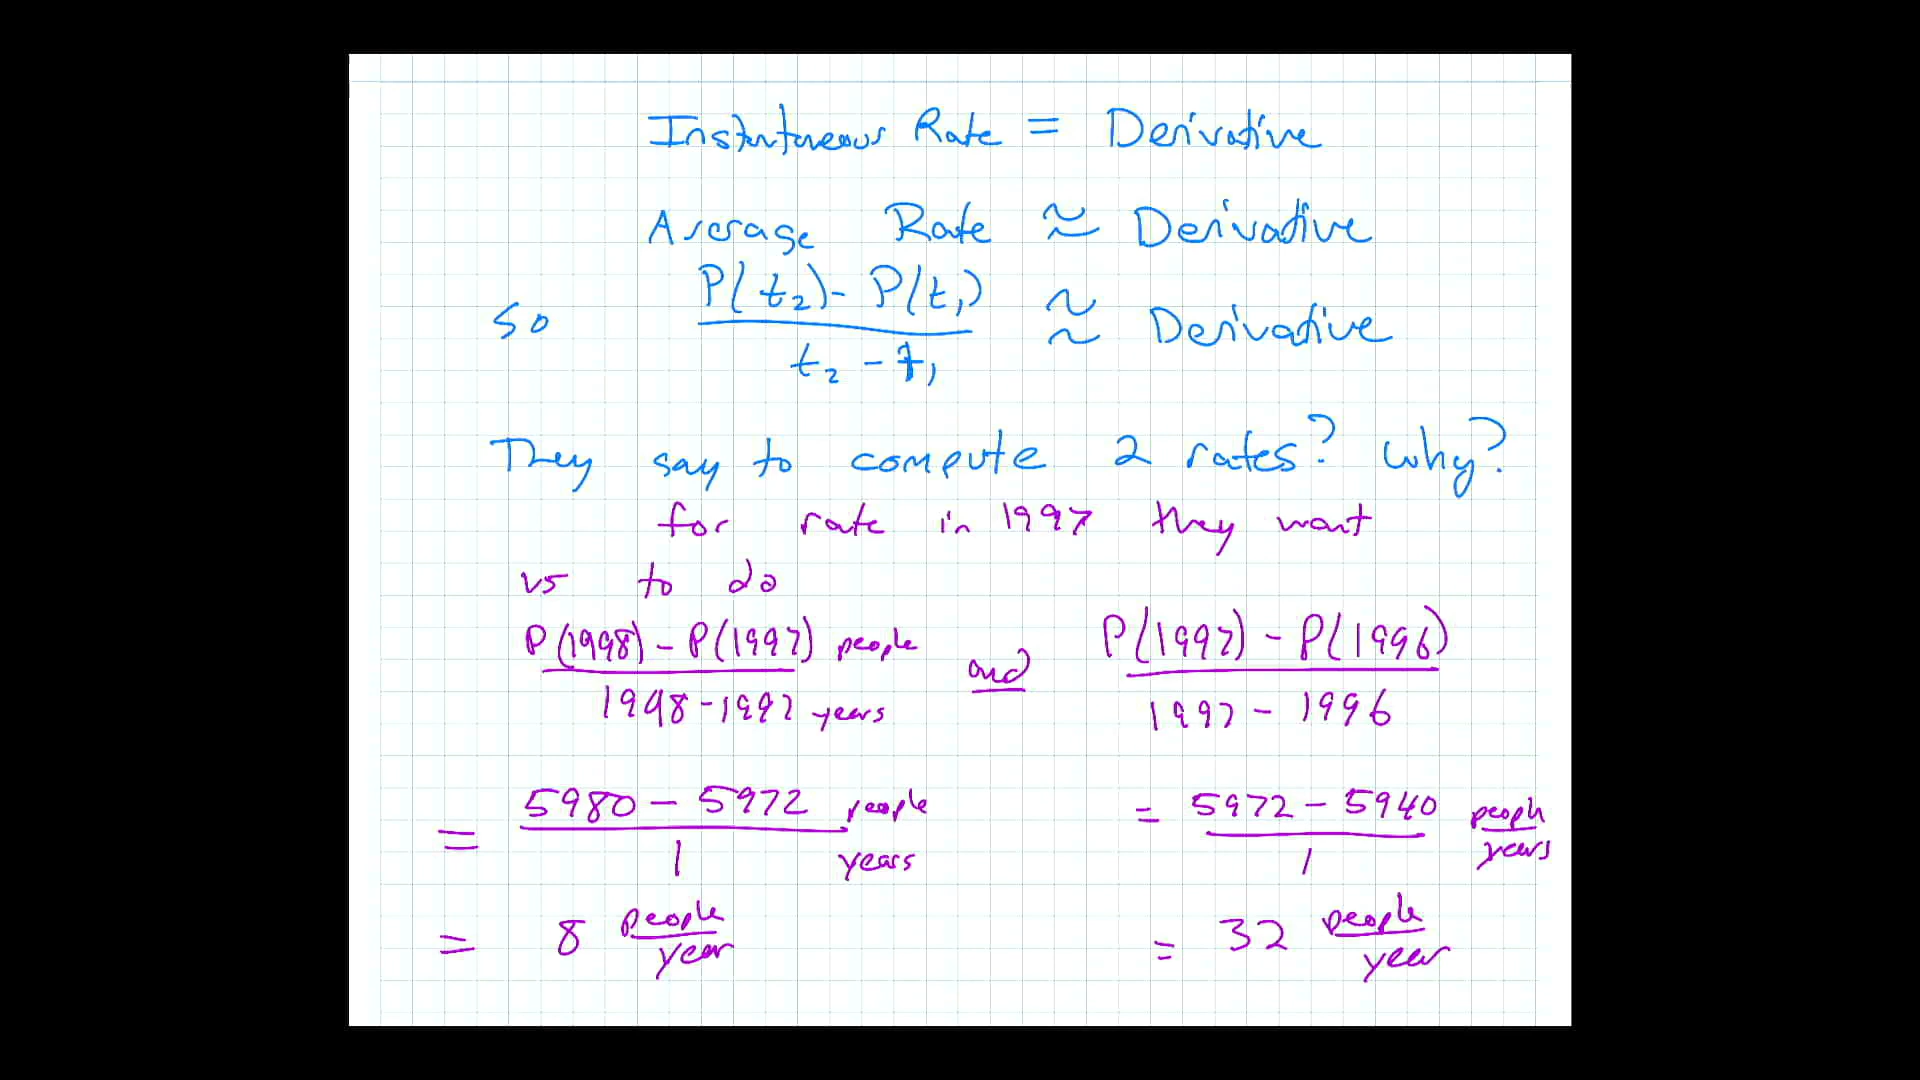 Instantaneous Rate = Derivative
Average Rate ≈ Derivative
so P(t₂) - P(t₁) / t₂ - t₁ ≈ Derivative
They say to compute 2 rates? why?
for rate in 1997 they want
us to do
P(1998) - P(1997) people / 1998 - 1997 years and P(1997) - P(1996) / 1997 - 1996
= 5980 - 5972 people / 1 years = 5972 - 5940 / 1 people / years
= 8 people / year = 32 people / year